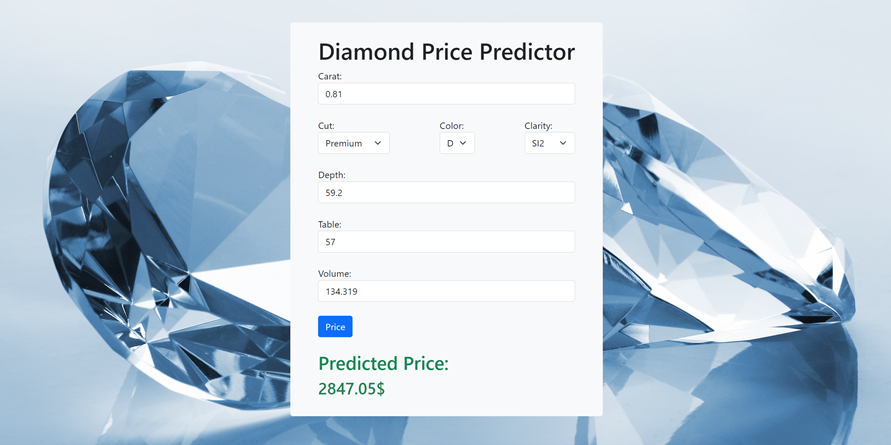 Diamond Price Predictor
Carat:
0.81
Cut: Color: Clarity:
Premium D SI2
Depth:
59.2
Table:
57
Volume:
134.319
Price
Predicted Price:
2847.05$